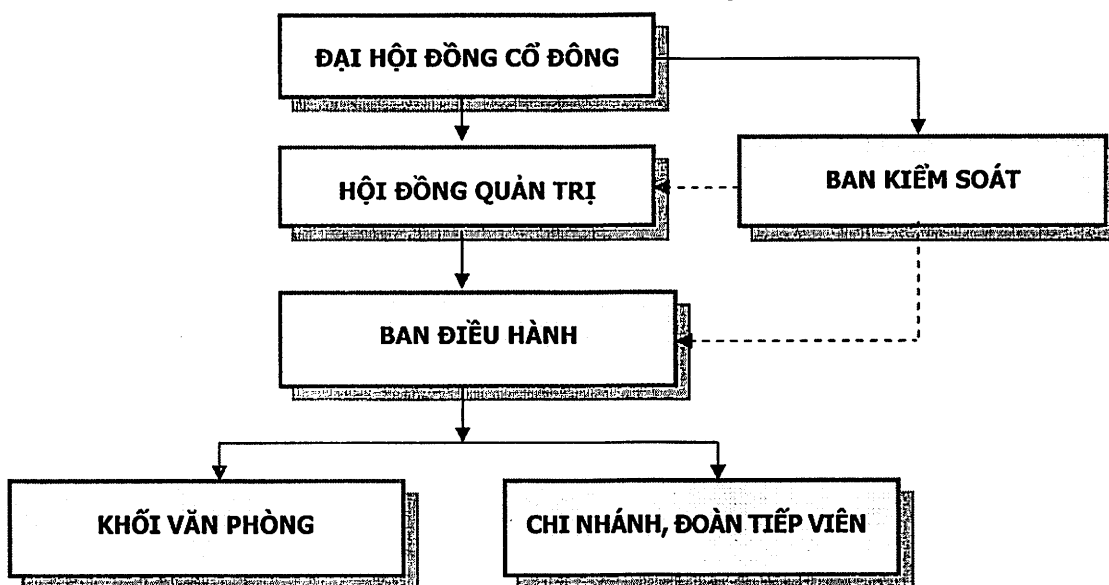 ĐẠI HỘI ĐỒNG CỔ ĐÔNG
BAN KIỂM SOÁT
HỘI ĐỒNG QUẢN TRỊ
BAN ĐIỀU HÀNH
KHỐI VĂN PHÒNG
CHI NHÁNH, ĐOÀN TIẾP VIÊN